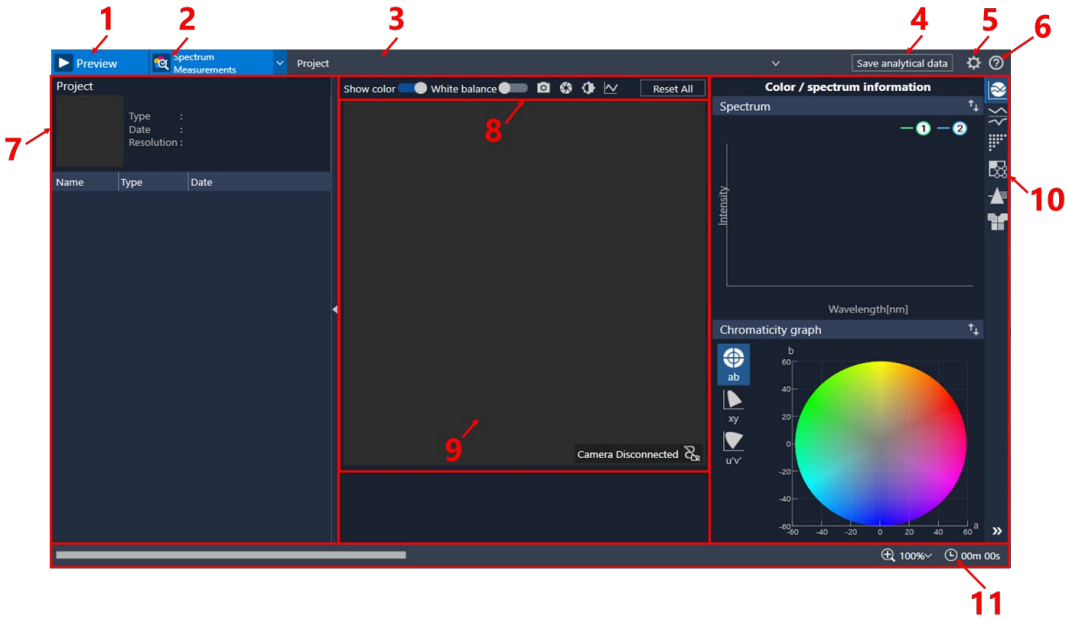 1
2
3
4
5
6
Preview
Spectrum
Measurements
Project
Save analytical data
Project
Type :
Date :
Resolution :
Name Type Date
7
Show color White balance Reset All
8
9
Camera Disconnected
Color / spectrum information
Spectrum
1 2
Intensity
Wavelength[nm]
Chromaticity graph
ab
xy
u'v'
b
60
40
20
0
-20
-40
-60
-60 -40 -20 0 20 40 60
a
10
100% 00m 00s
11